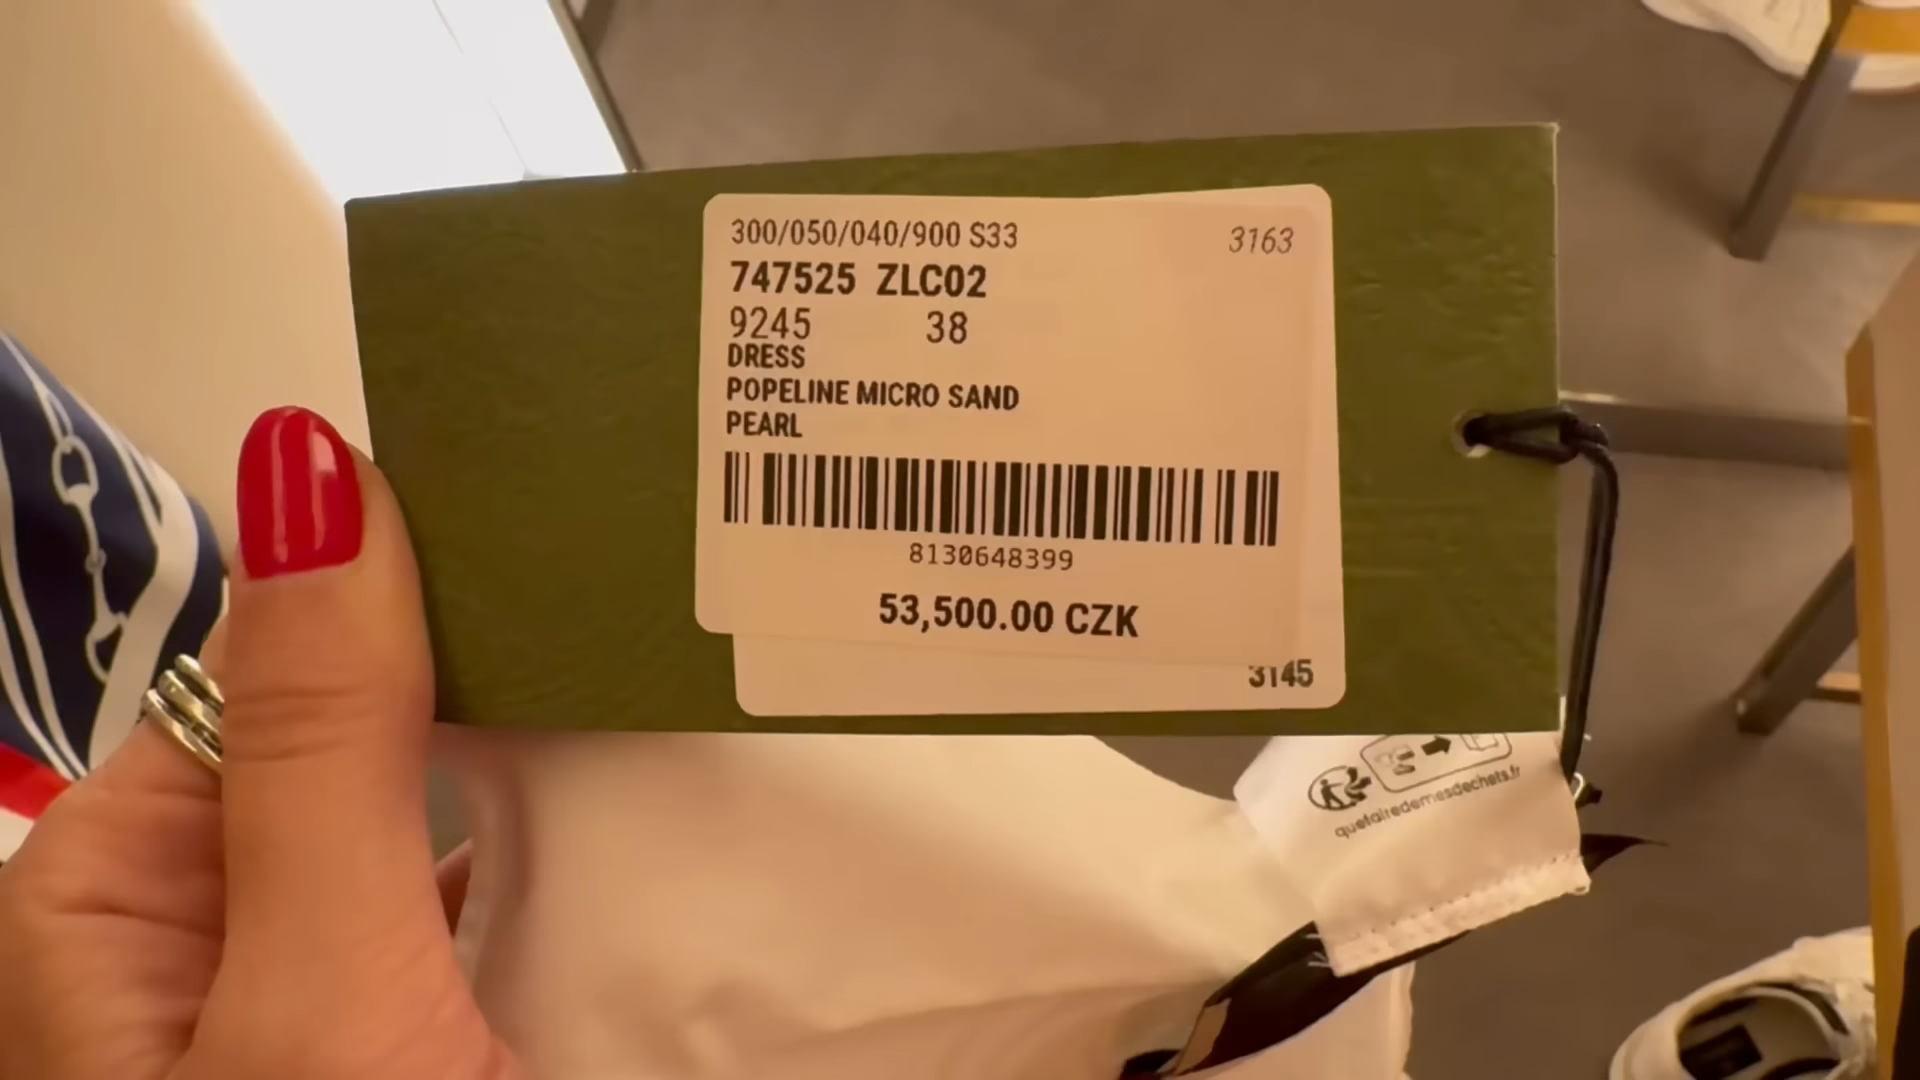 300/050/040/900 S33 3163
747525 ZLC02
9245 38
DRESS
POPELINE MICRO SAND
PEARL
8130648399
53,500.00 CZK
3145
quefairedemesdechets.fr